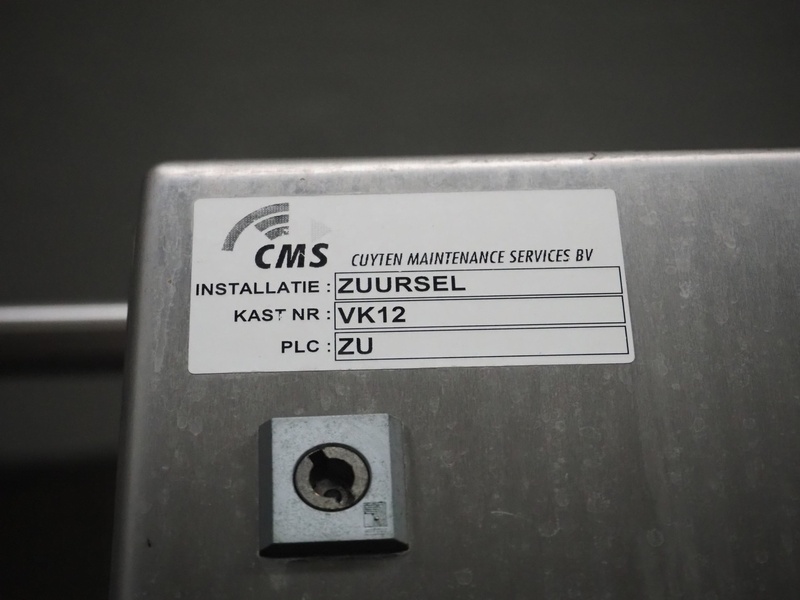 CMS CUYTEN MAINTENANCE SERVICES BV
INSTALLATIE : ZUURSEL
KAST NR : VK12
PLC : ZU